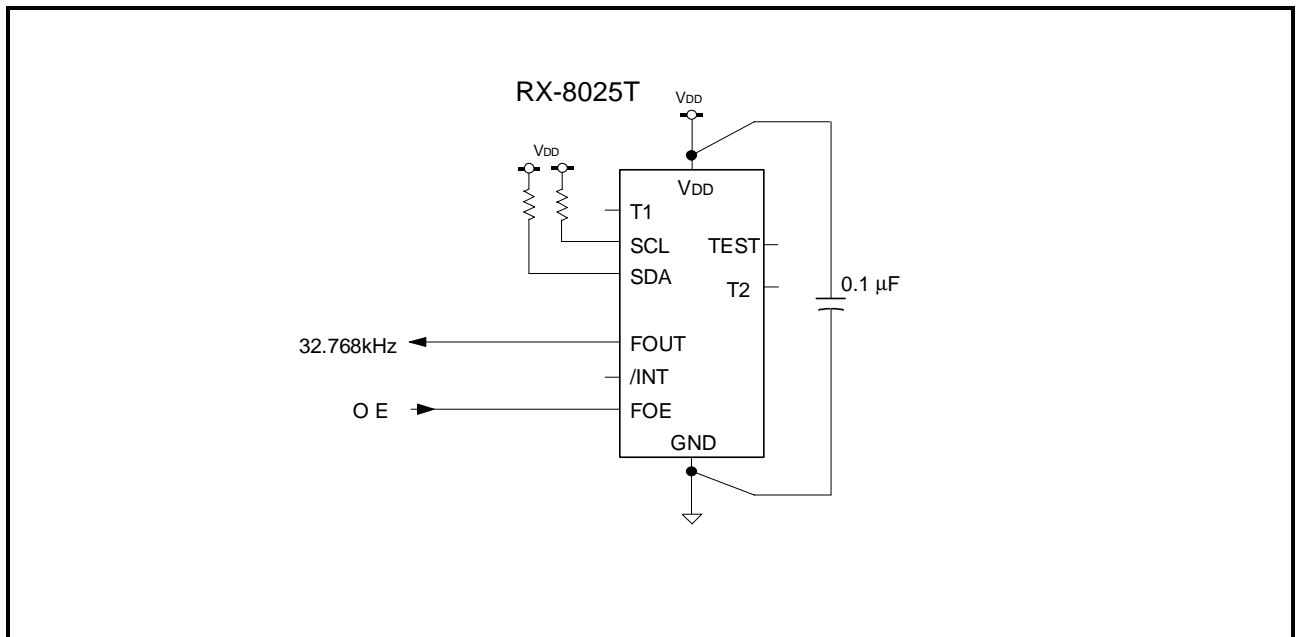 RX-8025T
VDD
VDD
VDD
T1
SCL
TEST
SDA
T2
0.1 μF
32.768kHz
FOUT
/INT
O E
FOE
GND